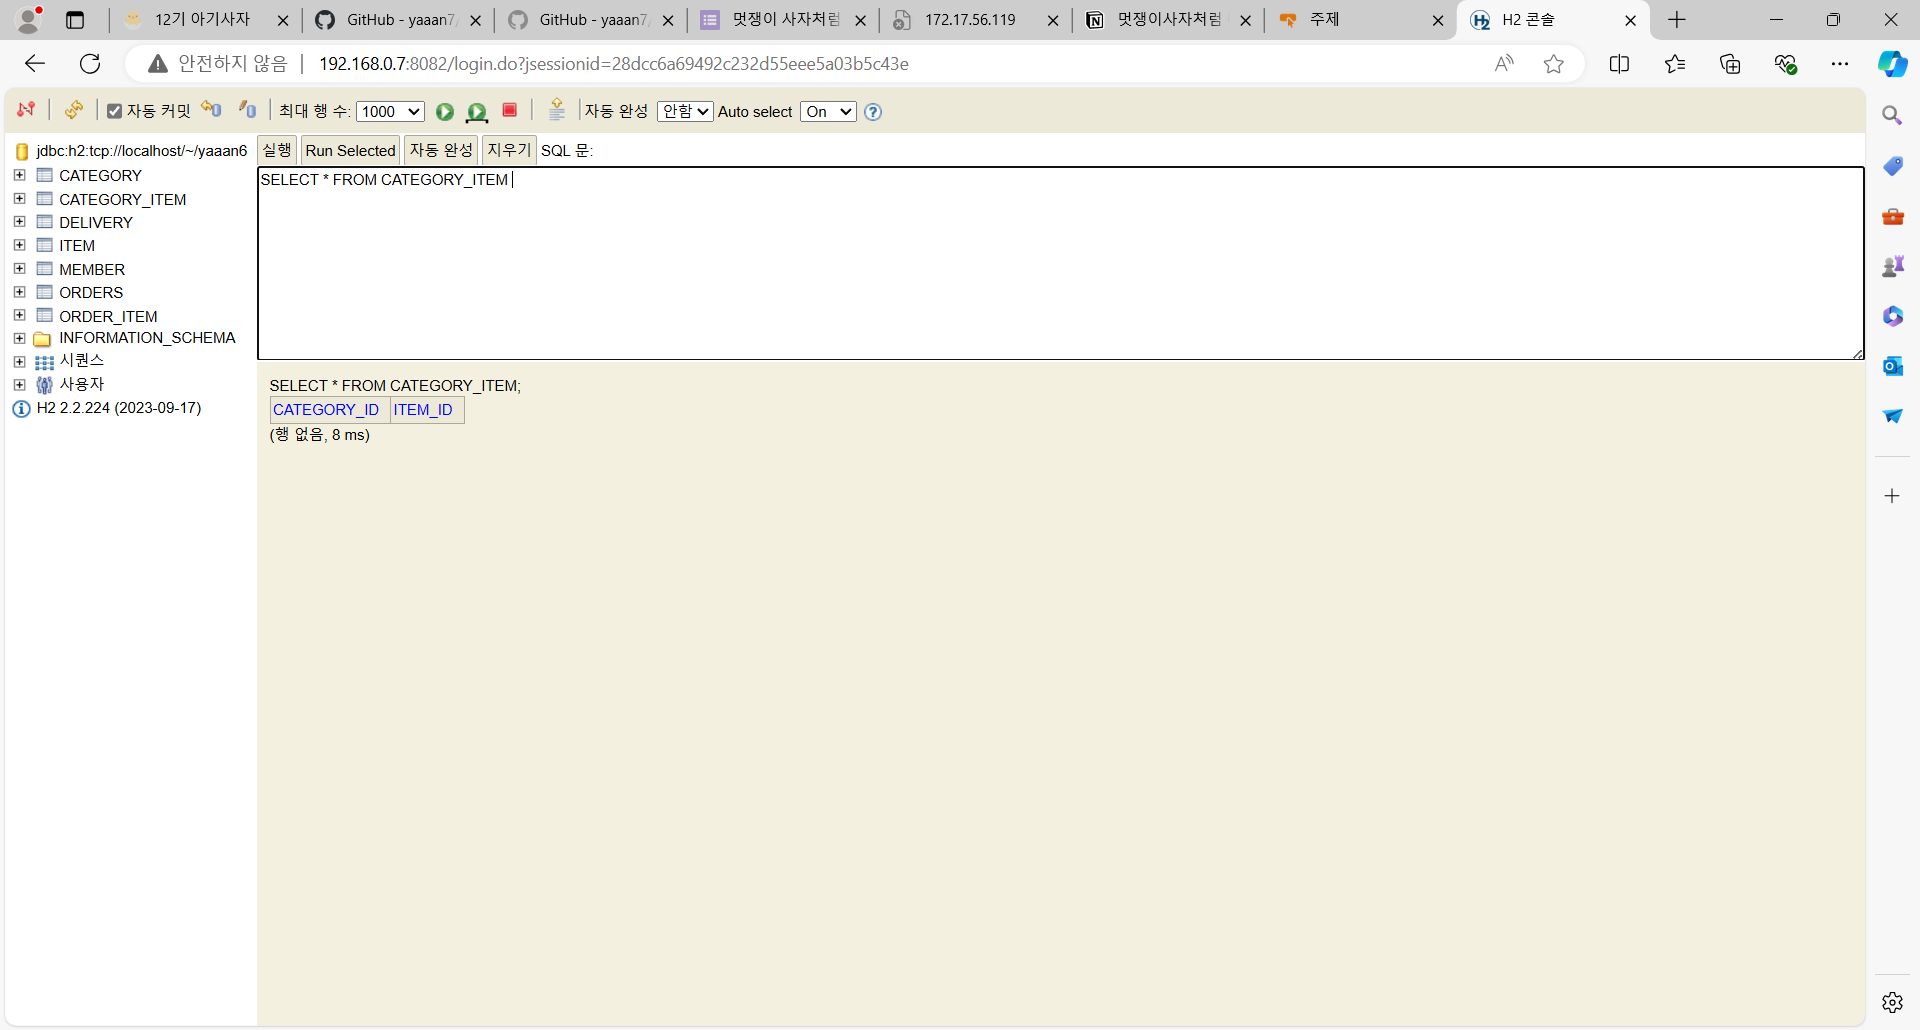 12기 아기사자
GitHub - yaaan7
GitHub - yaaan7
멋쟁이 사자처럼
172.17.56.119
멋쟁이사자처럼
주제
H2 콘솔
안전하지 않음
192.168.0.7:8082/login.do?jsessionid=28dcc6a69492c232d55eee5a03b5c43e
자동 커밋
최대 행 수: 1000
자동 완성 안함 Auto select On
jdbc:h2:tcp://localhost/~/yaaan6
CATEGORY
CATEGORY_ITEM
DELIVERY
ITEM
MEMBER
ORDERS
ORDER_ITEM
INFORMATION_SCHEMA
시퀀스
사용자
H2 2.2.224 (2023-09-17)
실행 Run Selected 자동 완성 지우기 SQL 문:
SELECT * FROM CATEGORY_ITEM
SELECT * FROM CATEGORY_ITEM;
CATEGORY_ID ITEM_ID
(행 없음, 8 ms)